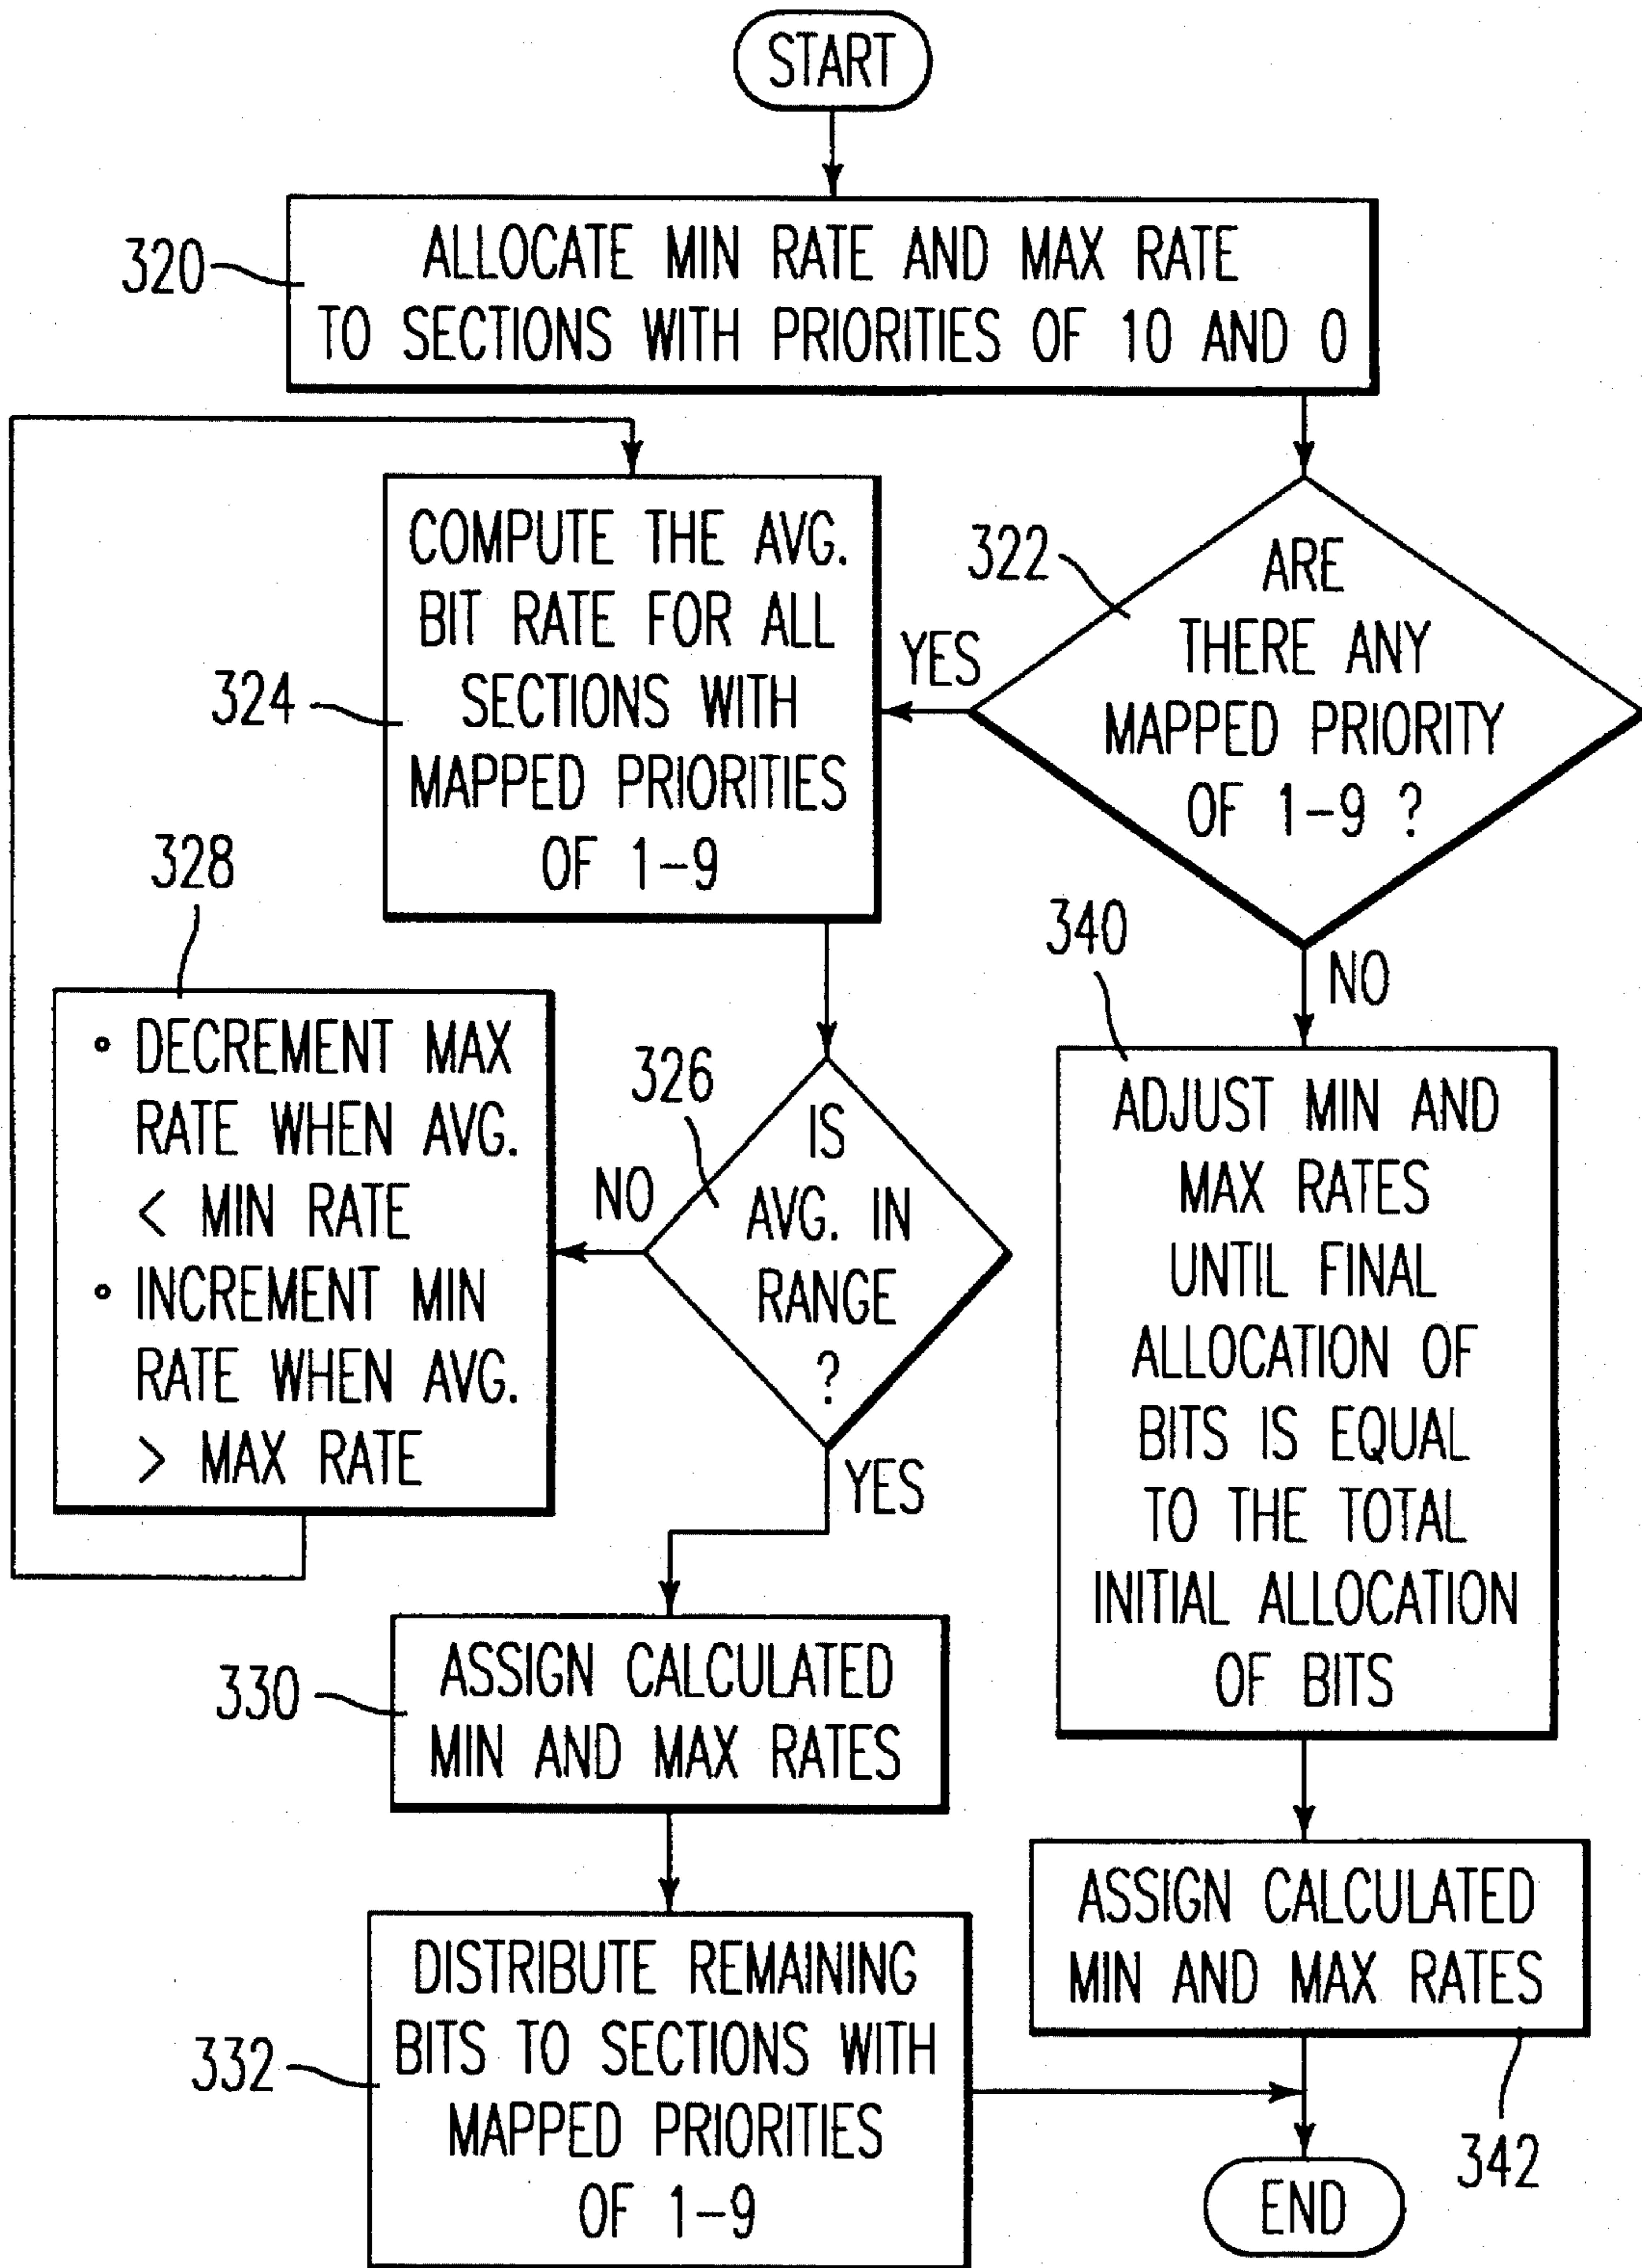 START
320
ALLOCATE MIN RATE AND MAX RATE
TO SECTIONS WITH PRIORITIES OF 10 AND 0
322
ARE
THERE ANY
MAPPED PRIORITY
OF 1-9 ?
YES
NO
324
COMPUTE THE AVG.
BIT RATE FOR ALL
SECTIONS WITH
MAPPED PRIORITIES
OF 1-9
326
IS
AVG. IN
RANGE
?
NO
YES
328
• DECREMENT MAX
RATE WHEN AVG.
< MIN RATE
• INCREMENT MIN
RATE WHEN AVG.
> MAX RATE
330
ASSIGN CALCULATED
MIN AND MAX RATES
332
DISTRIBUTE REMAINING
BITS TO SECTIONS WITH
MAPPED PRIORITIES
OF 1-9
340
ADJUST MIN AND
MAX RATES
UNTIL FINAL
ALLOCATION OF
BITS IS EQUAL
TO THE TOTAL
INITIAL ALLOCATION
OF BITS
ASSIGN CALCULATED
MIN AND MAX RATES
342
END